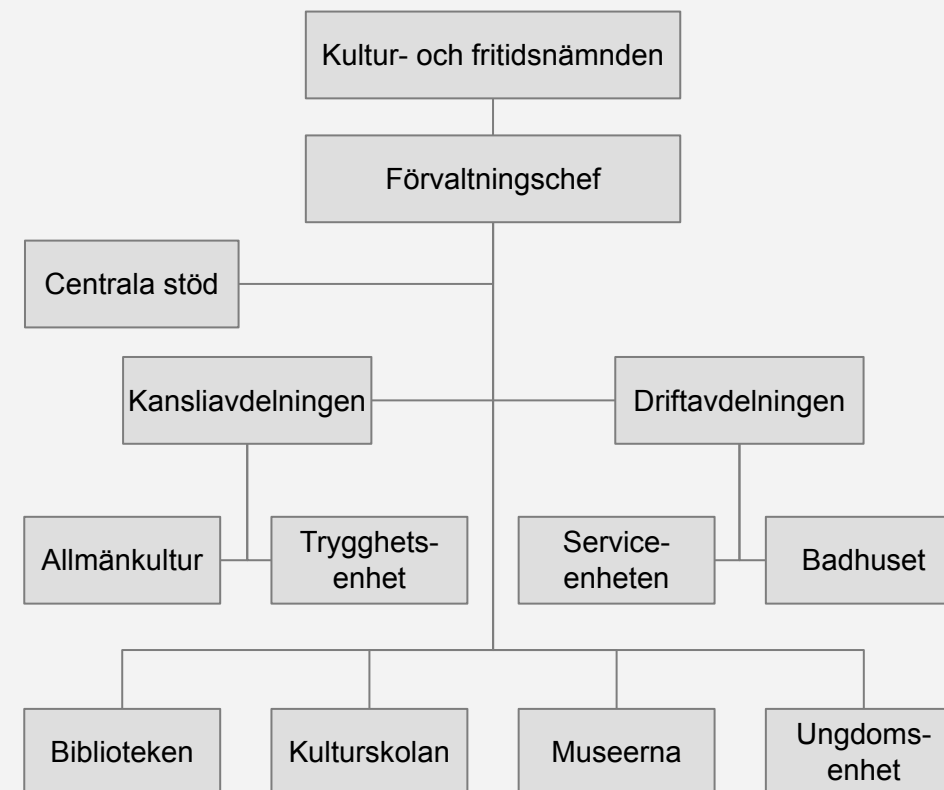 Kultur- och fritidsnämnden
Förvaltningschef
Centrala stöd
Kansliavdelningen
Driftavdelningen
Allmänkultur
Trygghets-
enhet
Service-
enheten
Badhuset
Biblioteken
Kulturskolan
Museerna
Ungdoms-
enhet